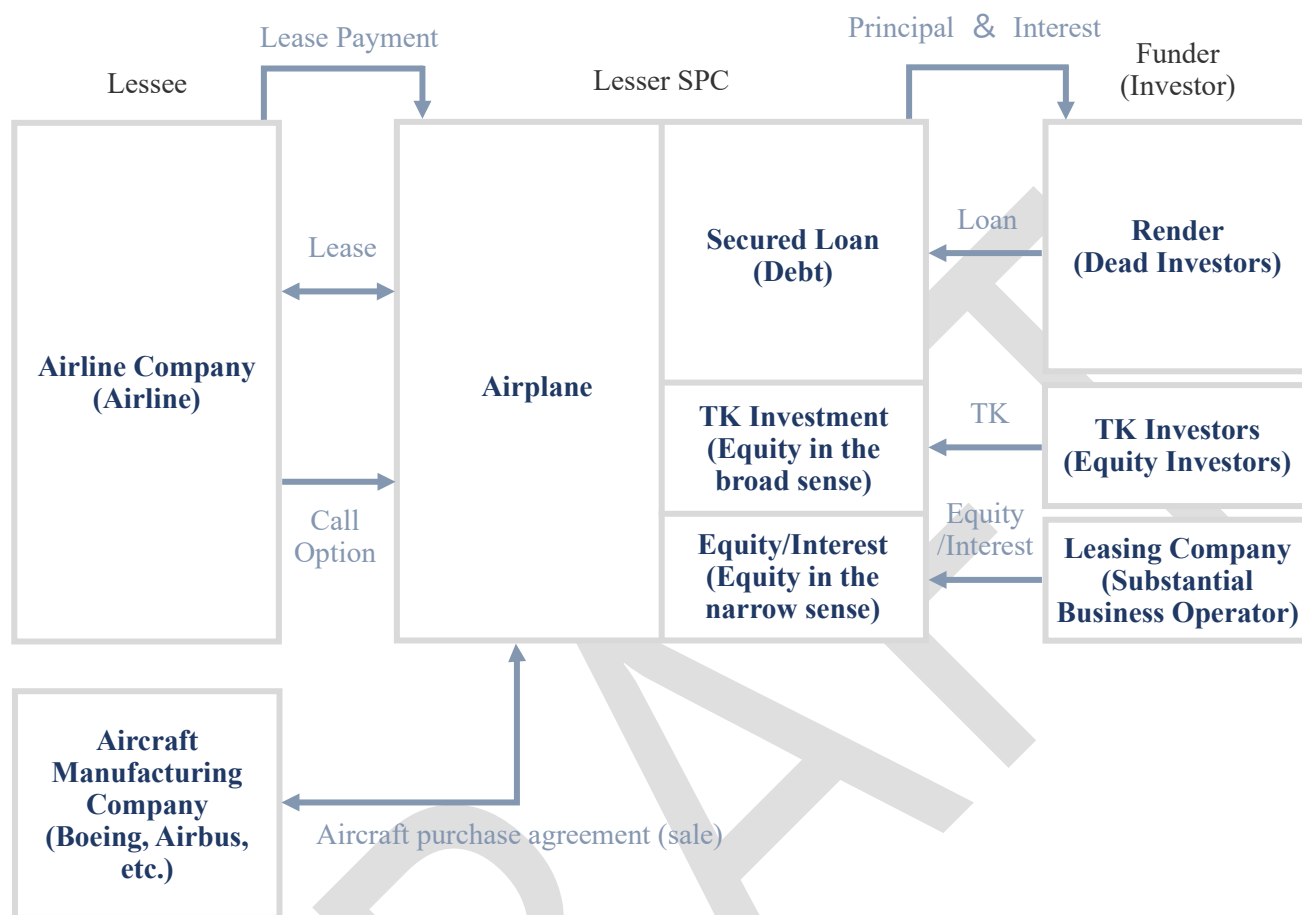 Lease Payment
Principal & Interest
Lessee
Lesser SPC
Funder
(Investor)
Airline Company
(Airline)
Lease
Call
Option
Airplane
Secured Loan
(Debt)
TK Investment
(Equity in the
broad sense)
Equity/Interest
(Equity in the
narrow sense)
Loan
TK
Equity
/Interest
Render
(Dead Investors)
TK Investors
(Equity Investors)
Leasing Company
(Substantial
Business Operator)
Aircraft
Manufacturing
Company
(Boeing, Airbus,
etc.)
Aircraft purchase agreement (sale)
DRAFT